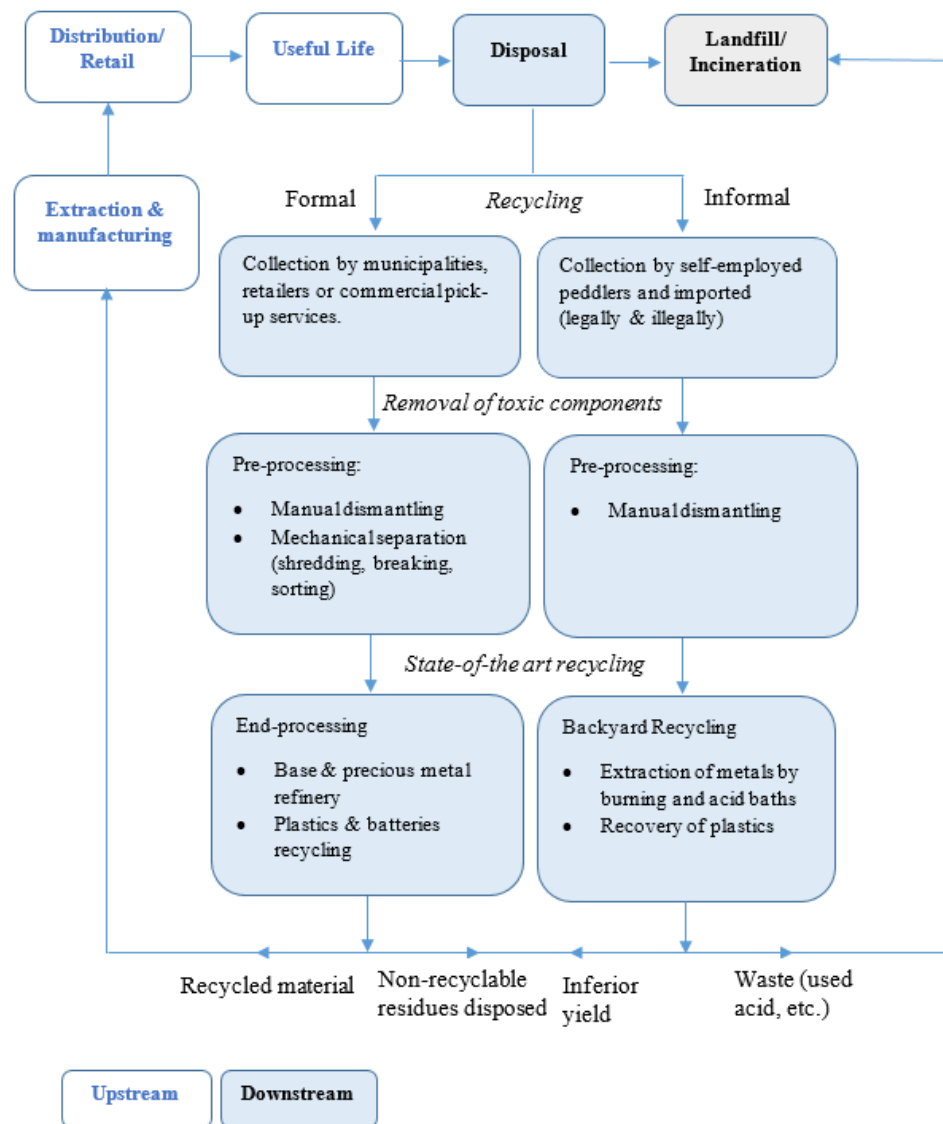 Distribution/
Retail
Useful Life
Disposal
Landfill/
Incineration
Extraction &
manufacturing
Formal
Recycling
Informal
Collection by municipalities,
retailers or commercial pick-
up services.
Collection by self-employed
peddlers and imported
(legally & illegally)
Removal of toxic components
Pre-processing:
• Manual dismantling
• Mechanical separation
(shredding, breaking,
sorting)
Pre-processing:
• Manual dismantling
State-of-the art recycling
End-processing
• Base & precious metal
refinery
• Plastics & batteries
recycling
Backyard Recycling
• Extraction of metals by
burning and acid baths
• Recovery of plastics
Recycled material
Non-recyclable
residues disposed
Inferior
yield
Waste (used
acid, etc.)
Upstream
Downstream